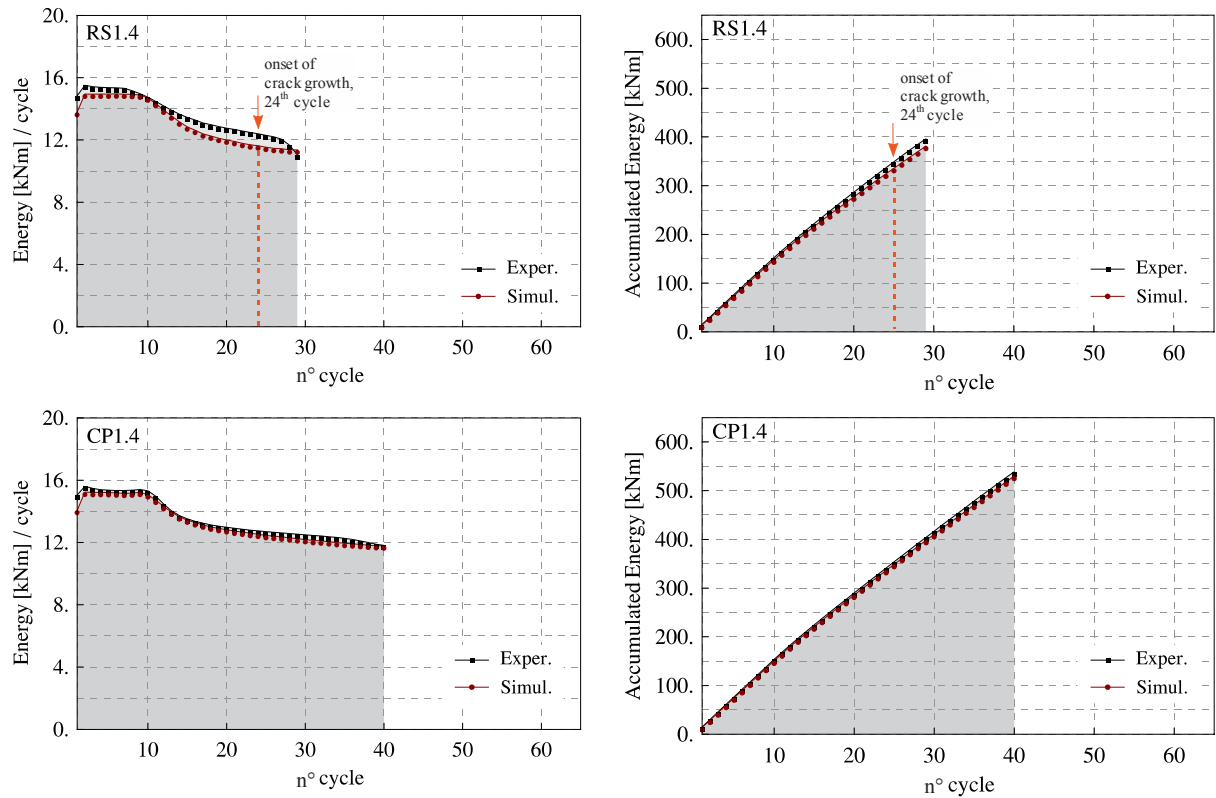 RS1.4
20.
16.
12.
8.
4.
0.
Energy [kNm] / cycle
onset of
crack growth,
24th cycle
Exper.
Simul.
10 20 30 40 50 60
n° cycle
RS1.4
600.
500.
400.
300.
200.
100.
0.
Accumulated Energy [kNm]
onset of
crack growth,
24th cycle
Exper.
Simul.
10 20 30 40 50 60
n° cycle
CP1.4
20.
16.
12.
8.
4.
0.
Energy [kNm] / cycle
Exper.
Simul.
10 20 30 40 50 60
n° cycle
CP1.4
600.
500.
400.
300.
200.
100.
0.
Accumulated Energy [kNm]
Exper.
Simul.
10 20 30 40 50 60
n° cycle